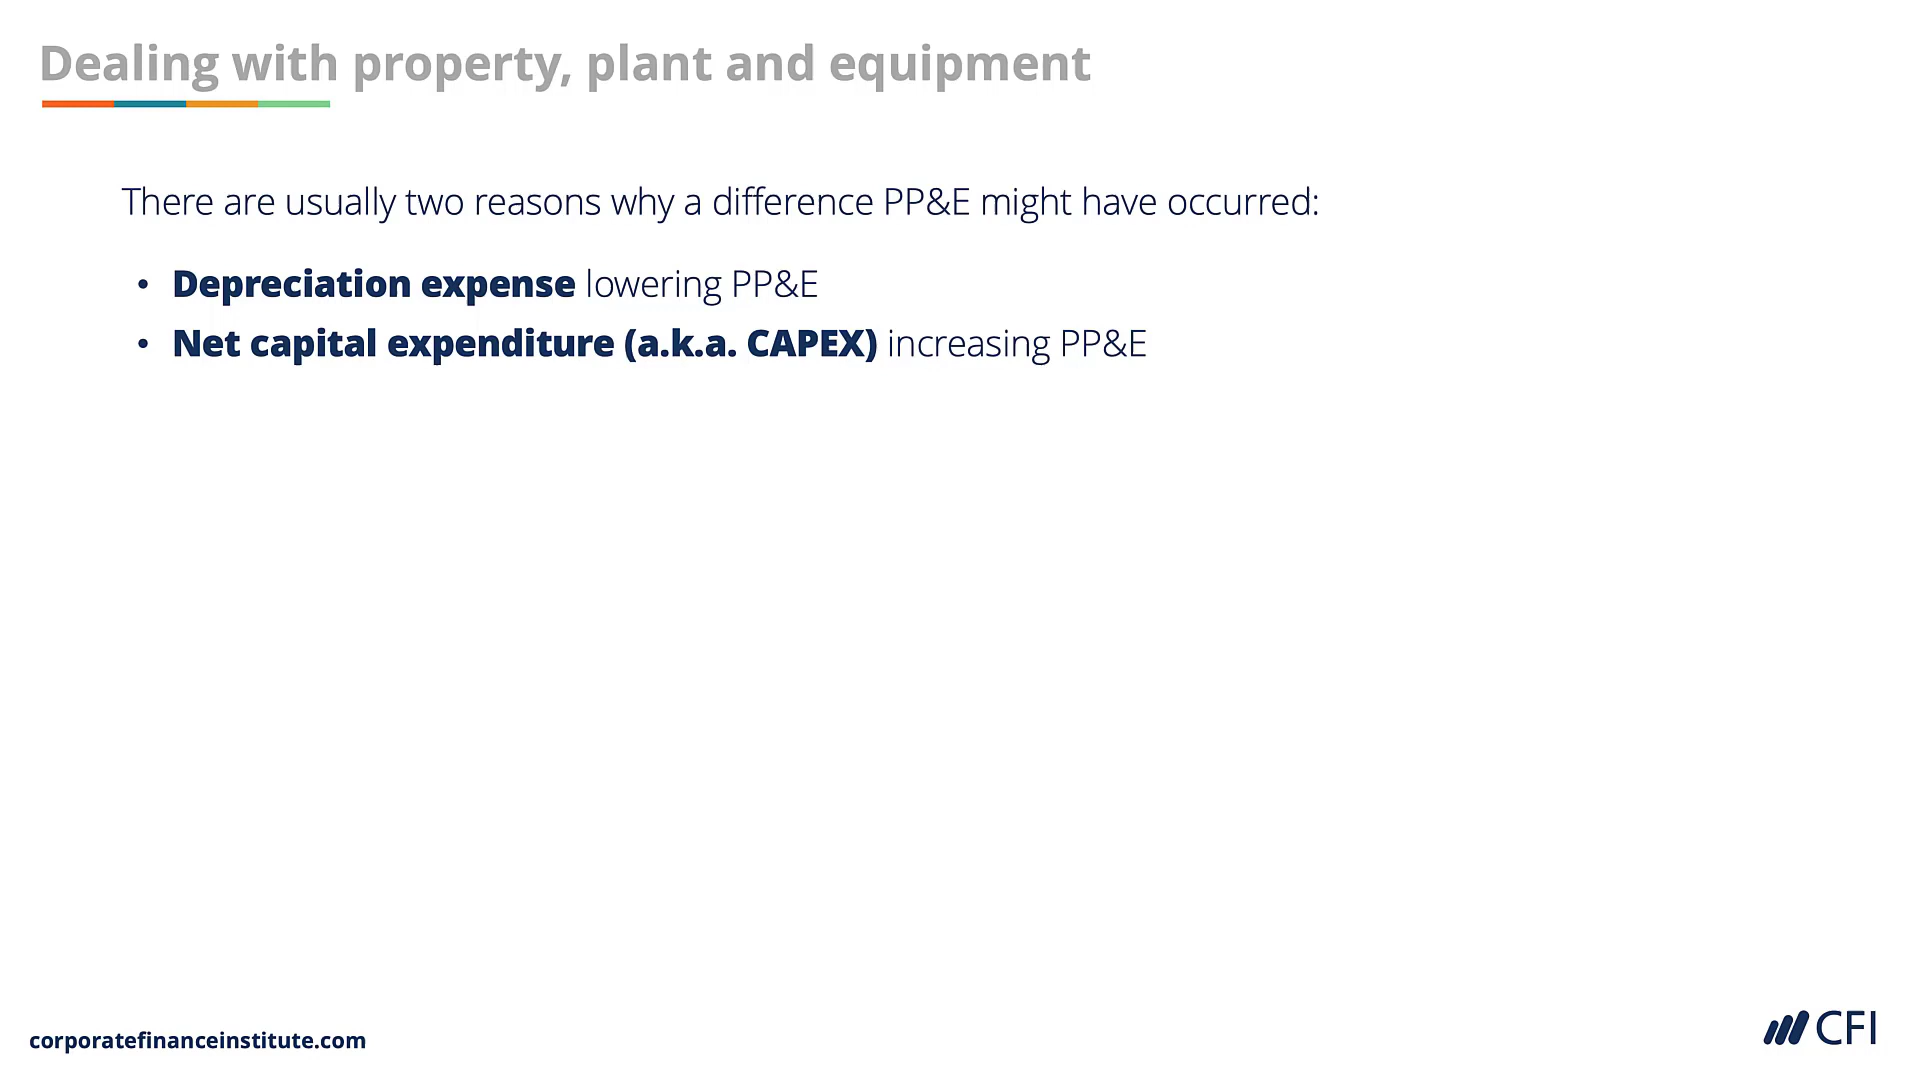 Dealing with property, plant and equipment
There are usually two reasons why a difference PP&E might have occurred:
• Depreciation expense lowering PP&E
• Net capital expenditure (a.k.a. CAPEX) increasing PP&E
corporatefinanceinstitute.com
CFI